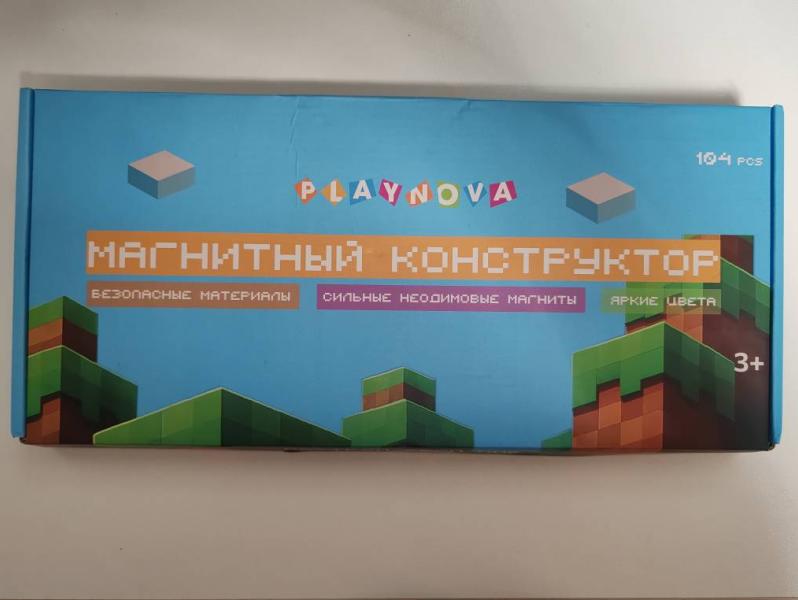 104 PCS
PLAYNOVA
МАГНИТНЫЙ КОНСТРУКТОР
БЕЗОПАСНЫЕ МАТЕРИАЛЫ СИЛЬНЫЕ НЕОДИМОВЫЕ МАГНИТЫ ЯРКИЕ ЦВЕТА
3+